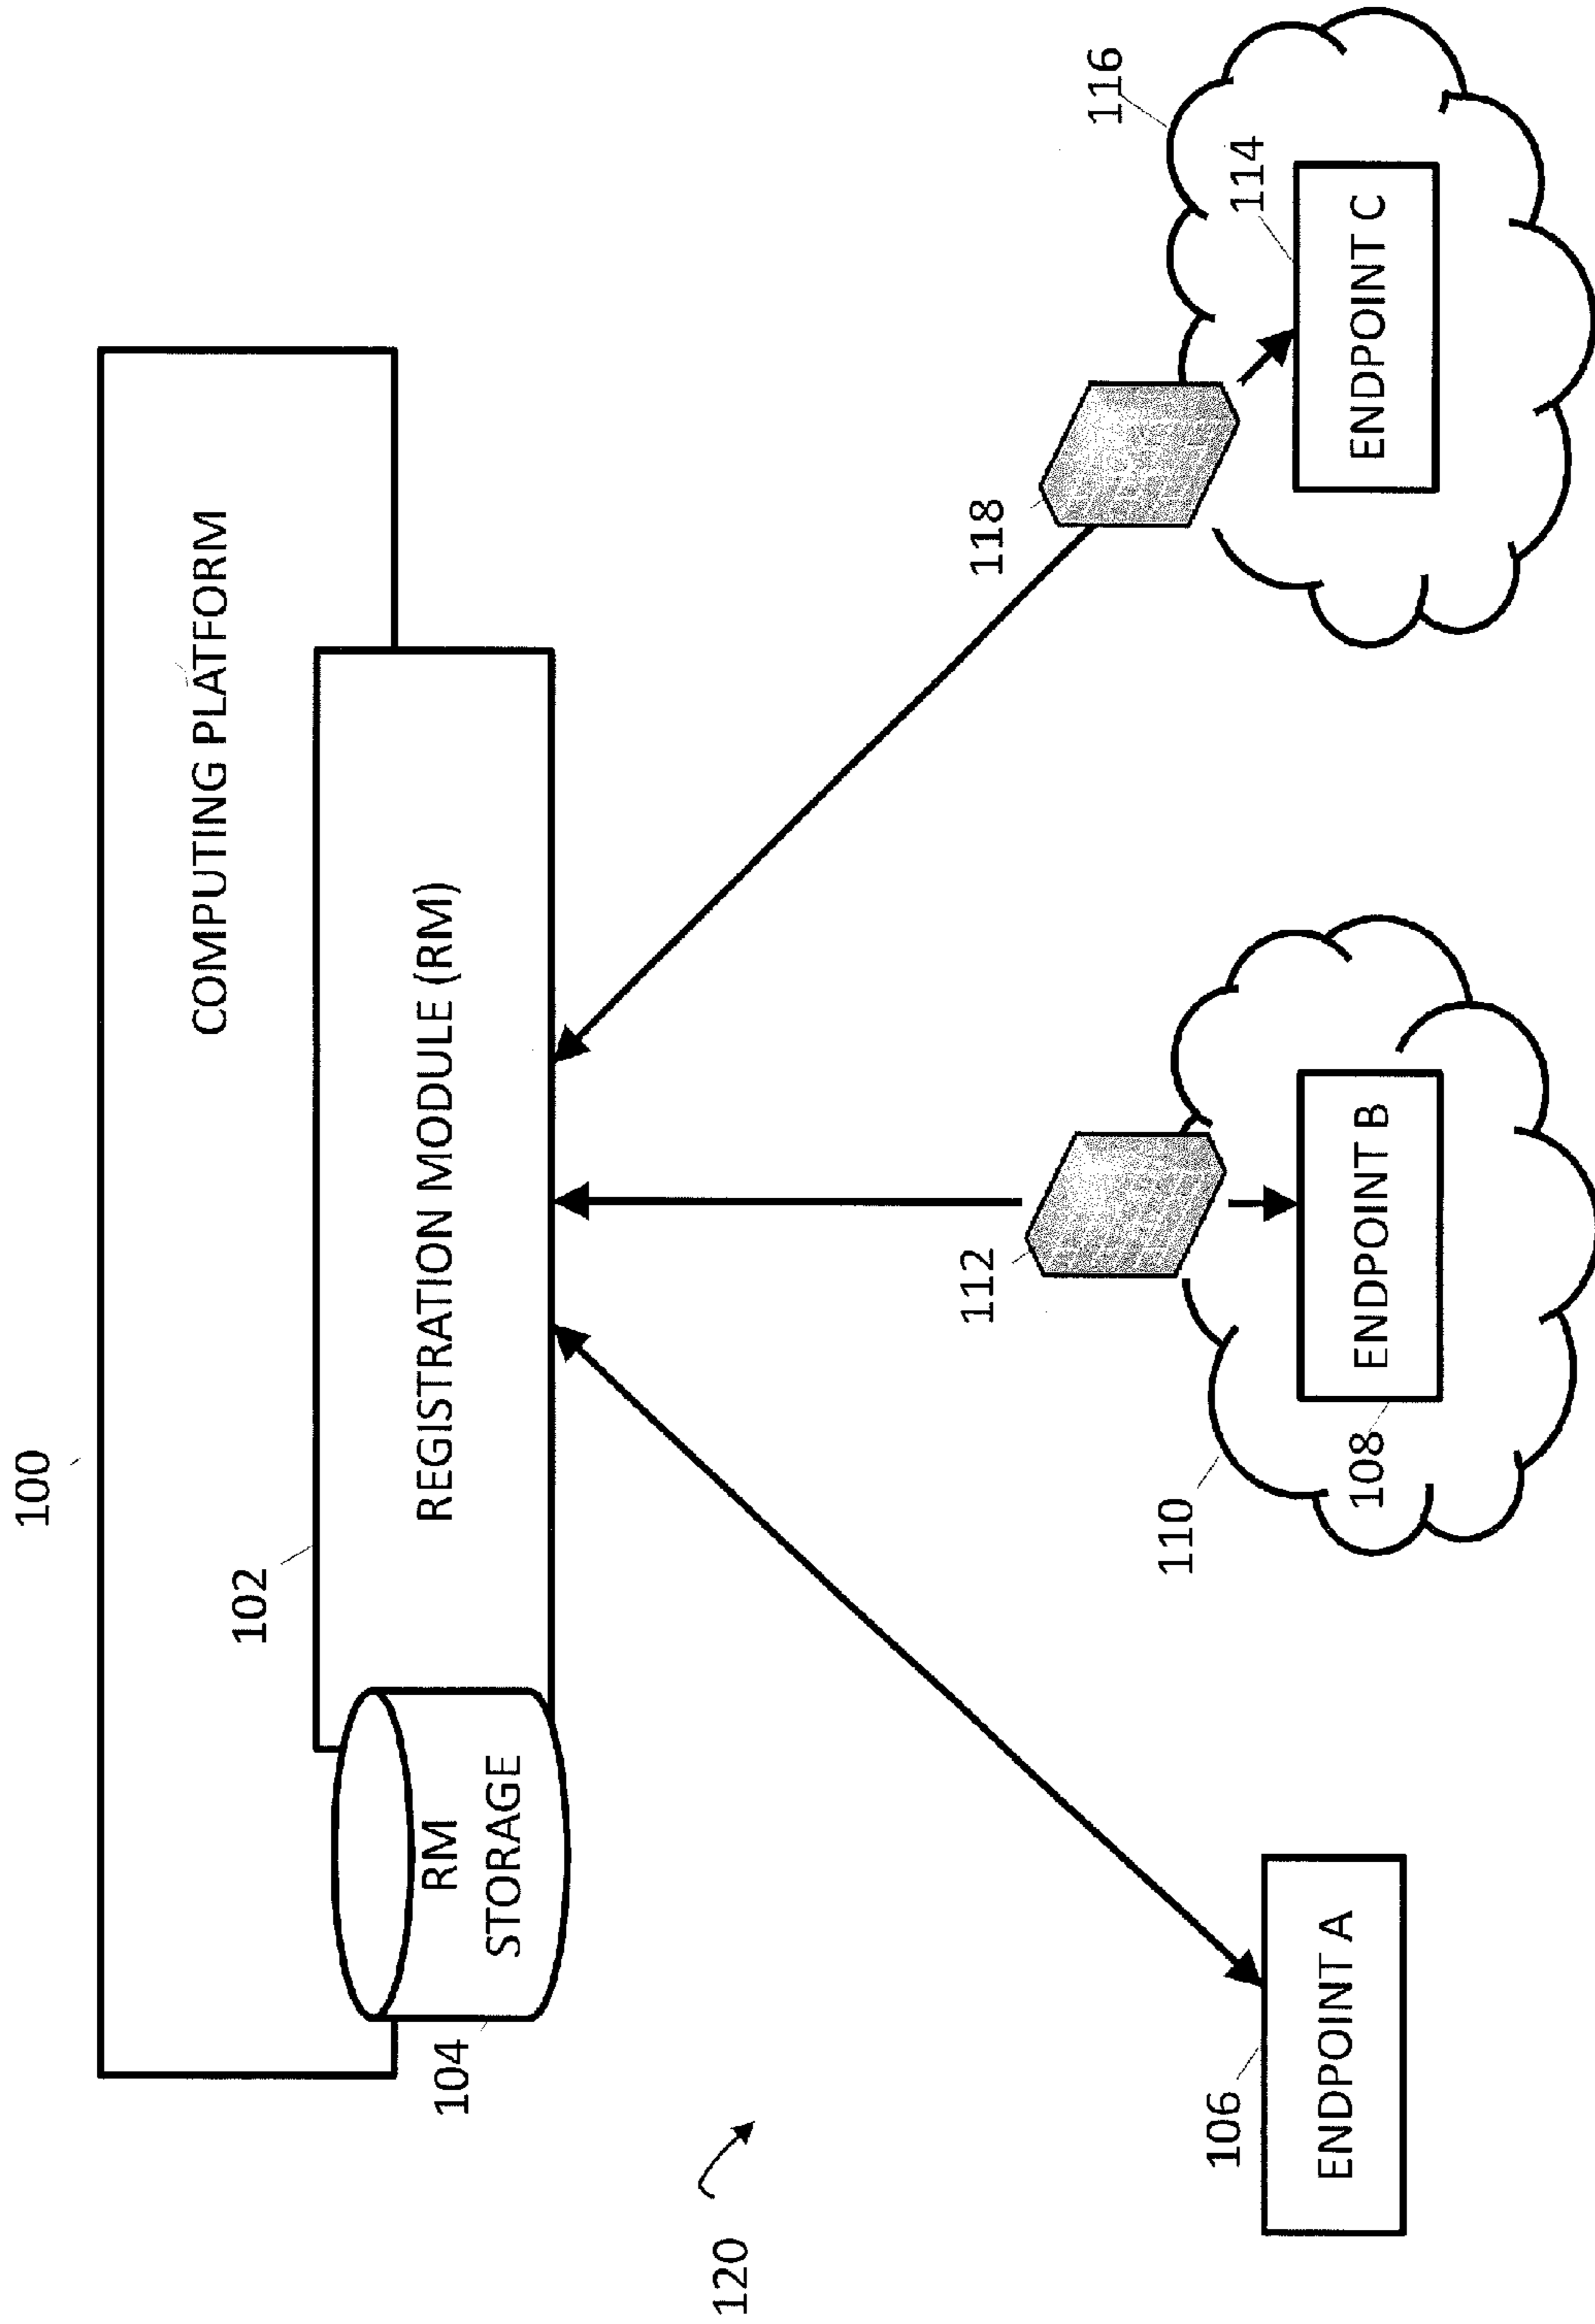 100
COMPUTING PLATFORM
102
REGISTRATION MODULE (RM)
RM
STORAGE
104
120
118
112
116
110
114
106
ENDPOINT A
108
ENDPOINT B
ENDPOINT C